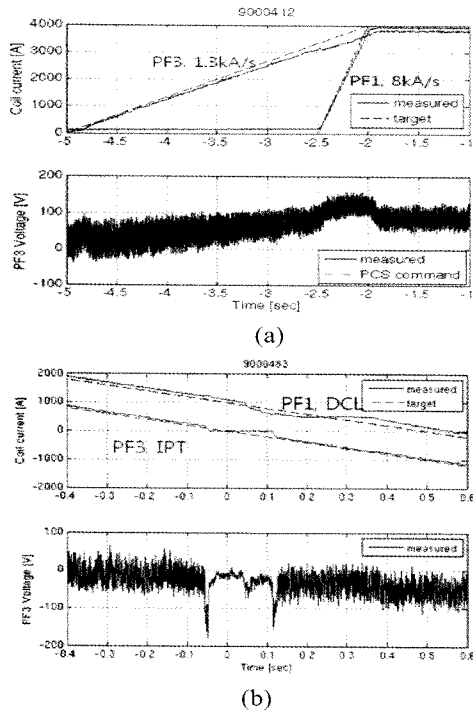 9000412
Coil current [A]
4000
3000
2000
1000
0
PF3, 1.3kA/s
PF1, 8kA/s
measured
target
-5 -4.5 -4 -3.5 -3 -2.5 -2 -1.5 -1
PF3 Voltage [V]
200
100
0
-100
measured
PCS command
-5 -4.5 -4 -3.5 -3 -2.5 -2 -1.5 -1
Time [sec]
(a)
9000483
Coil current [A]
2000
1000
0
-1000
-2000
PF1, DCL
PF3, IPT
measured
target
-0.4 -0.3 -0.2 -0.1 0 0.1 0.2 0.3 0.4 0.5 0.6
PF3 Voltage [V]
100
0
-100
-200
measured
-0.4 -0.3 -0.2 -0.1 0 0.1 0.2 0.3 0.4 0.5 0.6
Time [sec]
(b)